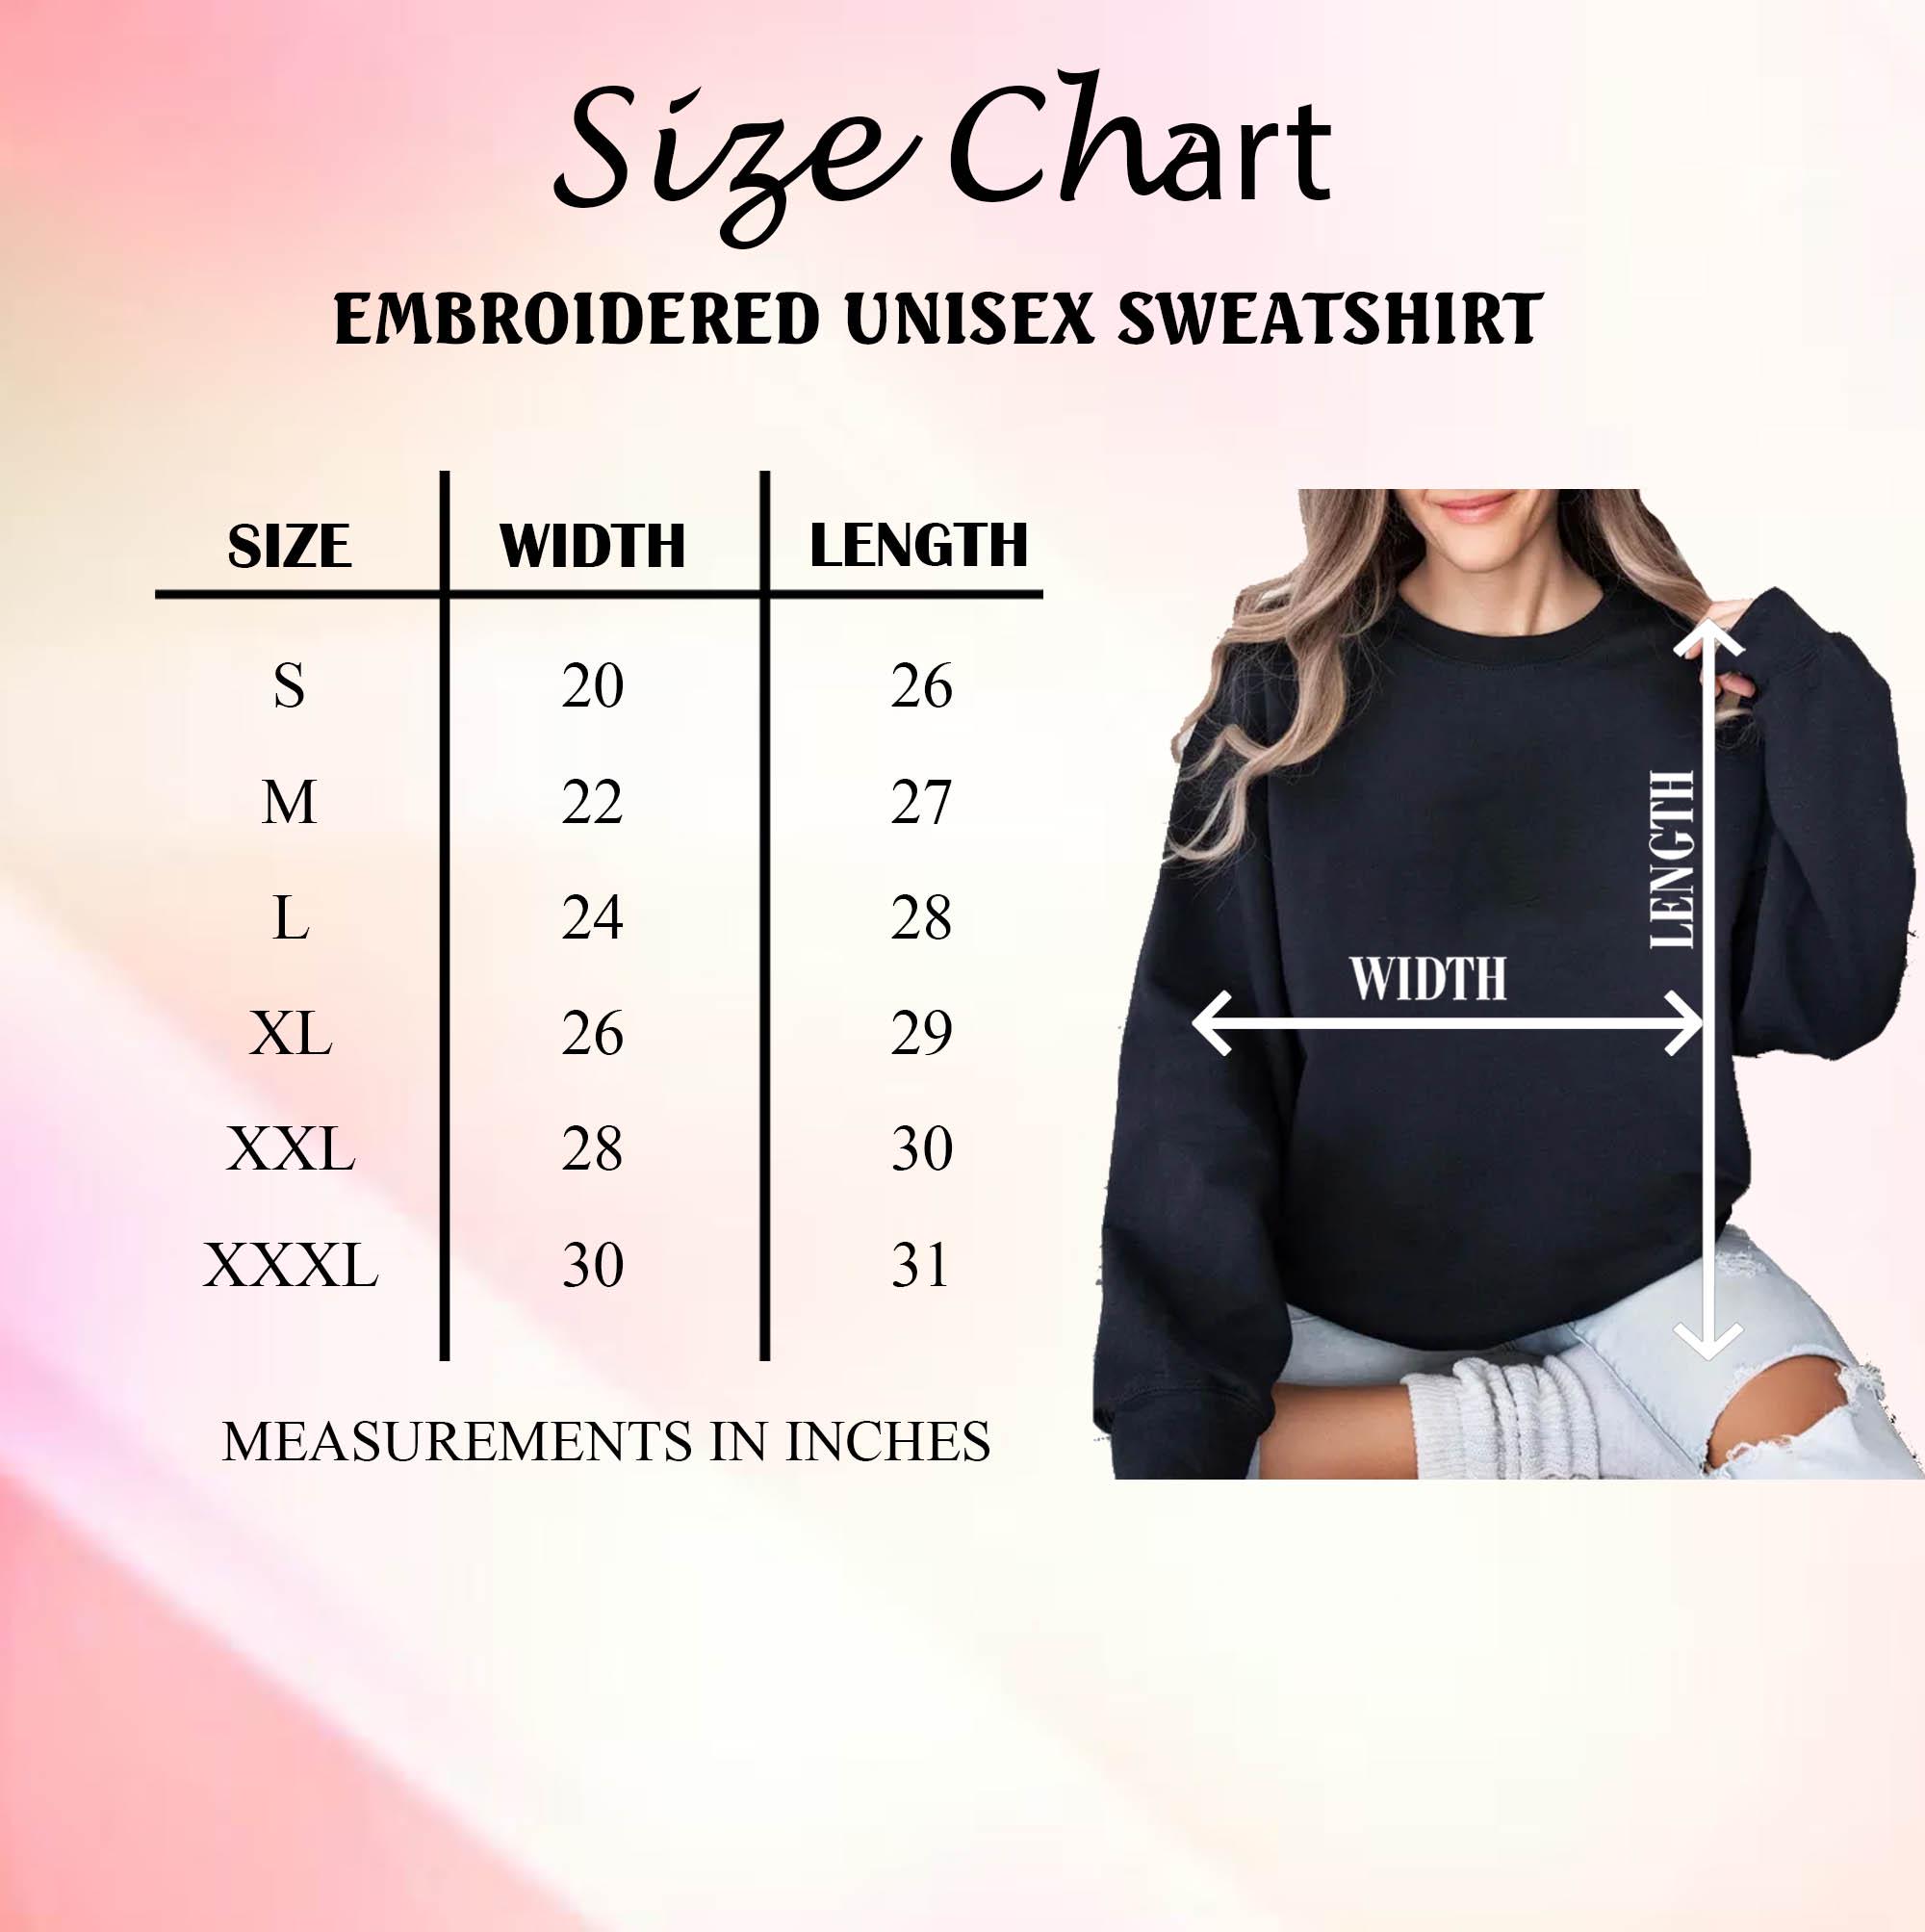 Size Chart
EMBROIDERED UNISEX SWEATSHIRT
SIZE WIDTH LENGTH
S 20 26
M 22 27
L 24 28
XL 26 29
XXL 28 30
XXXL 30 31
MEASUREMENTS IN INCHES
LENGTH
WIDTH